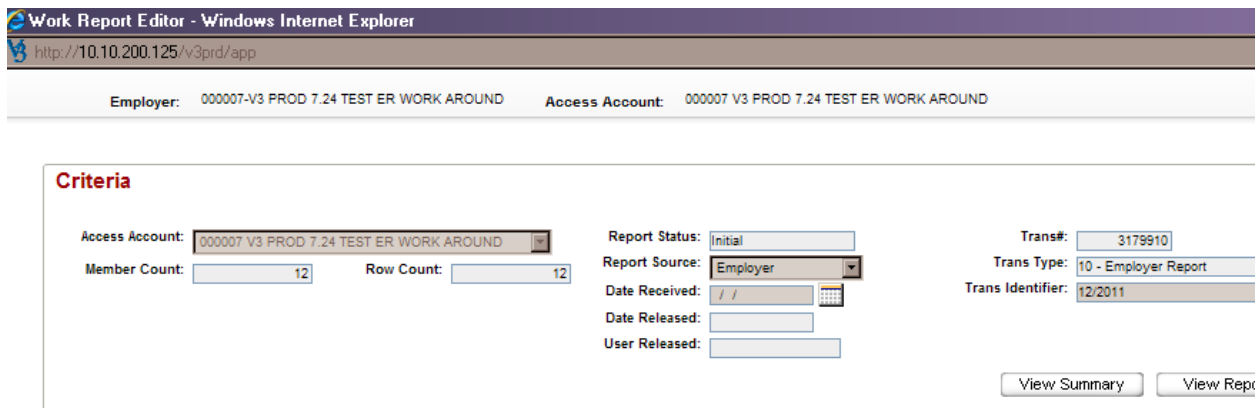 Work Report Editor - Windows Internet Explorer
http://10.10.200.125/v3prd/app
Employer: 000007-V3 PROD 7.24 TEST ER WORK AROUND Access Account: 000007 V3 PROD 7.24 TEST ER WORK AROUND
Criteria
Access Account: 000007 V3 PROD 7.24 TEST ER WORK AROUND Report Status: Initial Trans#: 3179910
Member Count: 12 Row Count: 12 Report Source: Employer Trans Type: 10 - Employer Report
Date Received: / / Trans Identifier: 12/2011
Date Released:
User Released:
View Summary View Repo